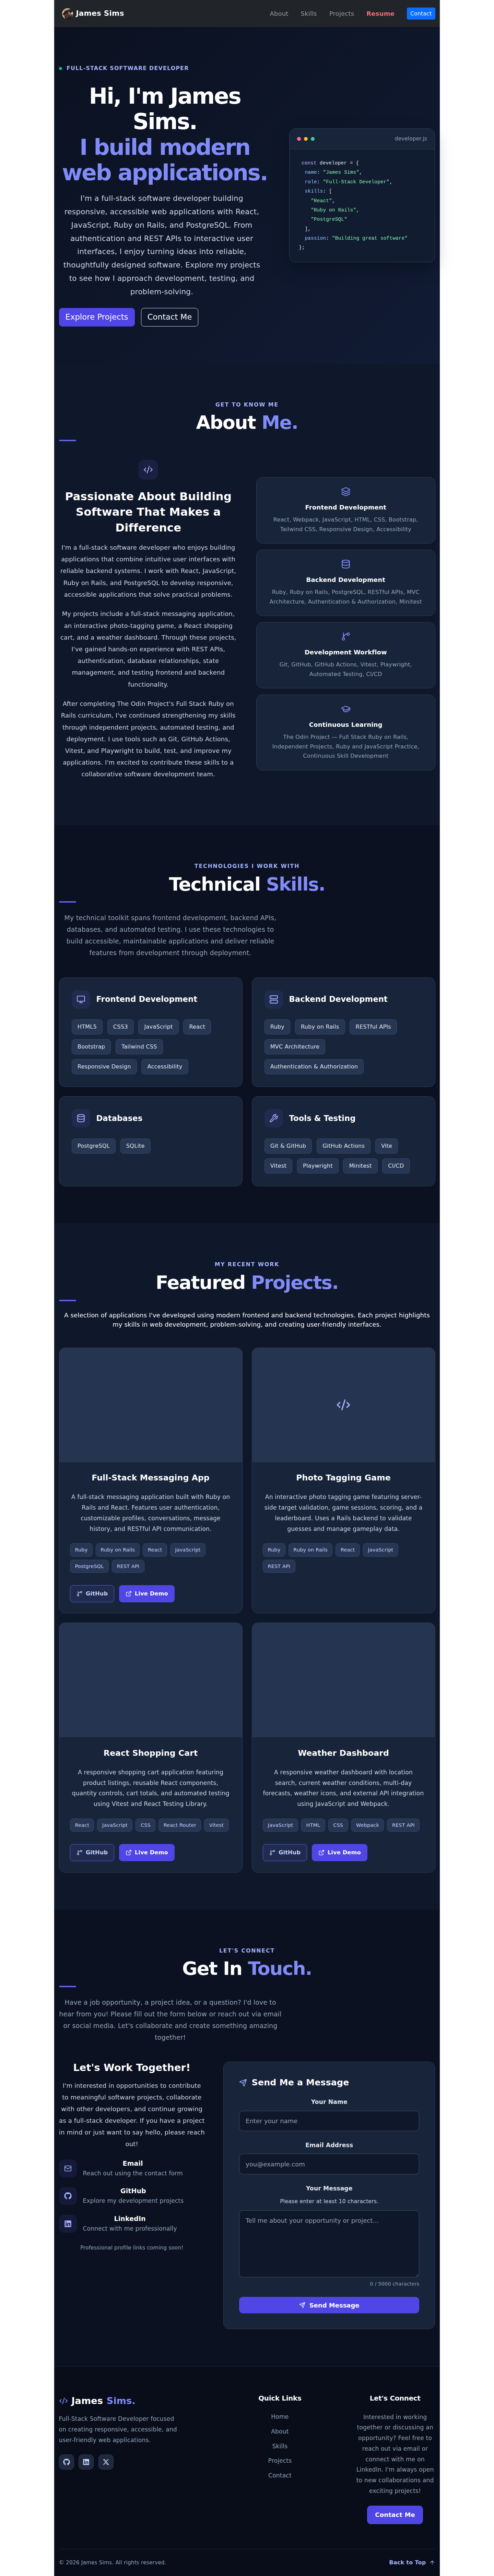 James Sims
About
Skills
Projects
Resume
Contact
FULL-STACK SOFTWARE DEVELOPER
Hi, I'm James
Sims.
I build modern
web applications.
I'm a full-stack software developer building
responsive, accessible web applications with React,
JavaScript, Ruby on Rails, and PostgreSQL. From
authentication and REST APIs to interactive user
interfaces, I enjoy turning ideas into reliable,
thoughtfully designed software. Explore my projects
to see how I approach development, testing, and
problem-solving.
Explore Projects
Contact Me
developer.js
const developer = {
name: "James Sims",
role: "Full-Stack Developer",
skills: [
"React",
"Ruby on Rails",
"PostgreSQL"
],
passion: "Building great software"
};
GET TO KNOW ME
About Me.
Passionate About Building
Software That Makes a
Difference
I'm a full-stack software developer who enjoys building
applications that combine intuitive user interfaces with
reliable backend systems. I work with React, JavaScript,
Ruby on Rails, and PostgreSQL to develop responsive,
accessible applications that solve practical problems.
My projects include a full-stack messaging application,
an interactive photo-tagging game, a React shopping
cart, and a weather dashboard. Through these projects,
I've gained hands-on experience with REST APIs,
authentication, database relationships, state
management, and testing frontend and backend
functionality.
After completing The Odin Project's Full Stack Ruby on
Rails curriculum, I've continued strengthening my skills
through independent projects, automated testing, and
deployment. I use tools such as Git, GitHub Actions,
Vitest, and Playwright to build, test, and improve my
applications. I'm excited to contribute these skills to a
collaborative software development team.
Frontend Development
React, Webpack, JavaScript, HTML, CSS, Bootstrap,
Tailwind CSS, Responsive Design, Accessibility
Backend Development
Ruby, Ruby on Rails, PostgreSQL, RESTful APIs, MVC
Architecture, Authentication & Authorization, Minitest
Development Workflow
Git, GitHub, GitHub Actions, Vitest, Playwright,
Automated Testing, CI/CD
Continuous Learning
The Odin Project — Full Stack Ruby on Rails,
Independent Projects, Ruby and JavaScript Practice,
Continuous Skill Development
TECHNOLOGIES I WORK WITH
Technical Skills.
My technical toolkit spans frontend development, backend APIs,
databases, and automated testing. I use these technologies to
build accessible, maintainable applications and deliver reliable
features from development through deployment.
Frontend Development
HTML5
CSS3
JavaScript
React
Bootstrap
Tailwind CSS
Responsive Design
Accessibility
Backend Development
Ruby
Ruby on Rails
RESTful APIs
MVC Architecture
Authentication & Authorization
Databases
PostgreSQL
SQLite
Tools & Testing
Git & GitHub
GitHub Actions
Vite
Vitest
Playwright
Minitest
CI/CD
MY RECENT WORK
Featured Projects.
A selection of applications I've developed using modern frontend and backend technologies. Each project highlights
my skills in web development, problem-solving, and creating user-friendly interfaces.
Full-Stack Messaging App
A full-stack messaging application built with Ruby on
Rails and React. Features user authentication,
customizable profiles, conversations, message
history, and RESTful API communication.
Ruby
Ruby on Rails
React
JavaScript
PostgreSQL
REST API
GitHub
Live Demo
Photo Tagging Game
An interactive photo tagging game featuring server-
side target validation, game sessions, scoring, and a
leaderboard. Uses a Rails backend to validate
guesses and manage gameplay data.
Ruby
Ruby on Rails
React
JavaScript
REST API
React Shopping Cart
A responsive shopping cart application featuring
product listings, reusable React components,
quantity controls, cart totals, and automated testing
using Vitest and React Testing Library.
React
JavaScript
CSS
React Router
Vitest
GitHub
Live Demo
Weather Dashboard
A responsive weather dashboard with location
search, current weather conditions, multi-day
forecasts, weather icons, and external API integration
using JavaScript and Webpack.
JavaScript
HTML
CSS
Webpack
REST API
GitHub
Live Demo
LET'S CONNECT
Get In Touch.
Have a job opportunity, a project idea, or a question? I'd love to
hear from you! Please fill out the form below or reach out via email
or social media. Let's collaborate and create something amazing
together!
Let's Work Together!
I'm interested in opportunities to contribute
to meaningful software projects, collaborate
with other developers, and continue growing
as a full-stack developer. If you have a project
in mind or just want to say hello, please reach
out!
Email
Reach out using the contact form
GitHub
Explore my development projects
LinkedIn
Connect with me professionally
Professional profile links coming soon!
Send Me a Message
Your Name
Enter your name
Email Address
you@example.com
Your Message
Please enter at least 10 characters.
Tell me about your opportunity or project...
0 / 5000 characters
Send Message
James Sims.
Full-Stack Software Developer focused
on creating responsive, accessible, and
user-friendly web applications.
Quick Links
Home
About
Skills
Projects
Contact
Let's Connect
Interested in working
together or discussing an
opportunity? Feel free to
reach out via email or
connect with me on
LinkedIn. I'm always open
to new collaborations and
exciting projects!
Contact Me
© 2026 James Sims. All rights reserved.
Back to Top